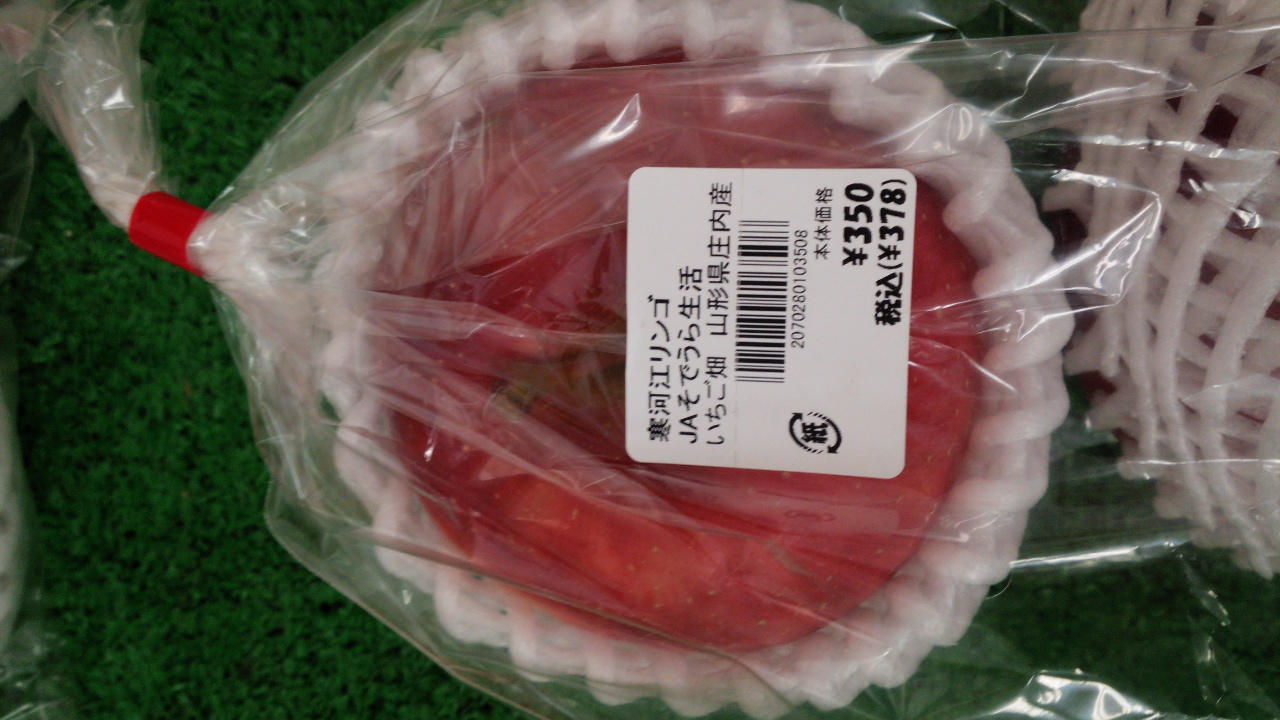 寒河江リンゴ
JAそでうら生活
いちご畑 山形県庄内産
2070280103508
本体価格
¥350
税込(¥378)
紙